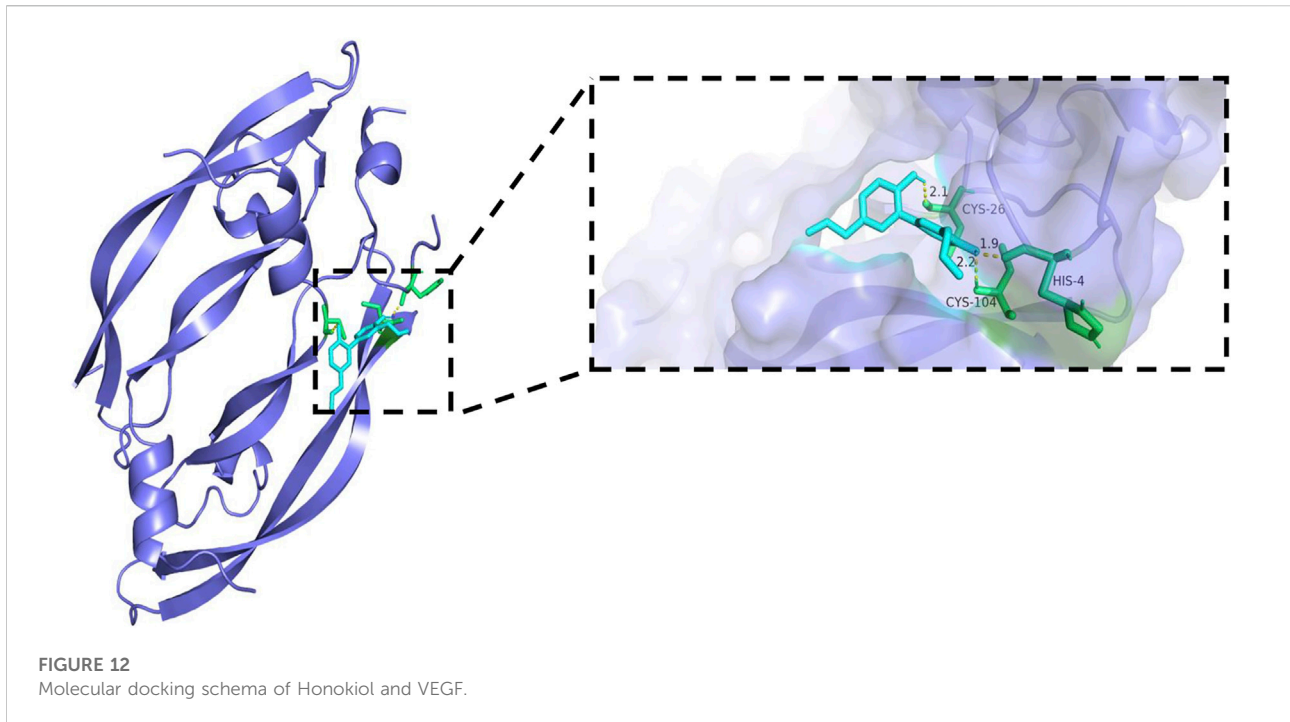 2.1
CYS-26
1.9
2.2
HIS-4
CYS-104
FIGURE 12
Molecular docking schema of Honokiol and VEGF.